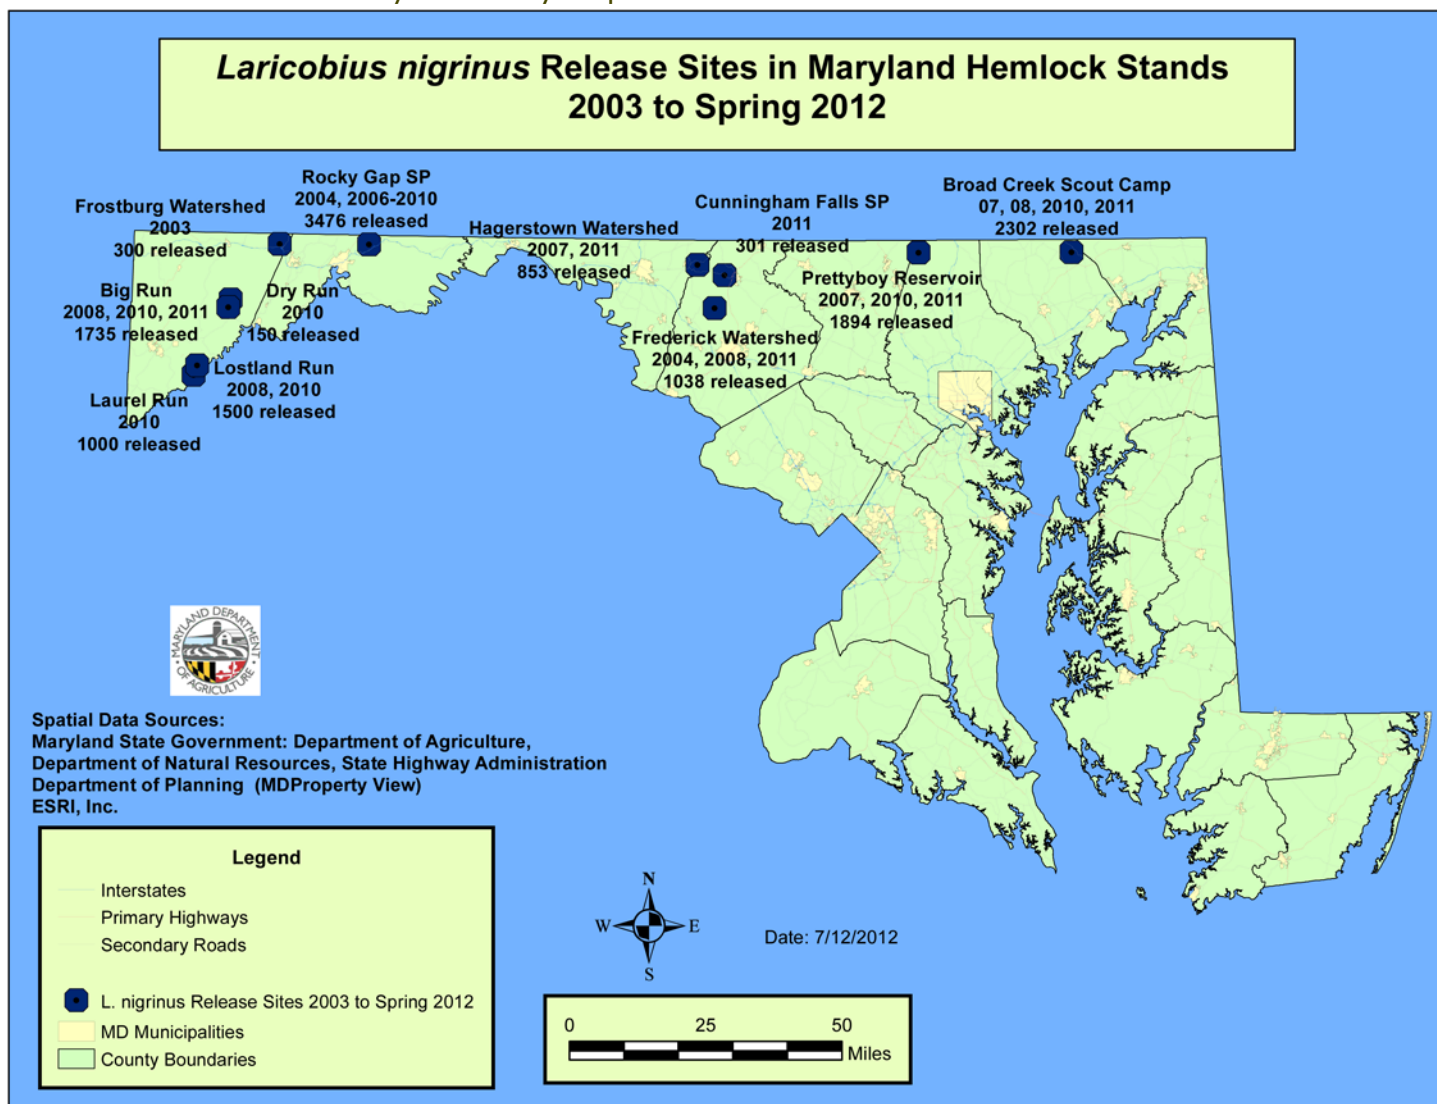 Laricobius nigrinus Release Sites in Maryland Hemlock Stands
2003 to Spring 2012
Frostburg Watershed
2003
300 released
Rocky Gap SP
2004, 2006-2010
3476 released
Hagerstown Watershed
2007, 2011
853 released
Cunningham Falls SP
2011
301 released
Broad Creek Scout Camp
07, 08, 2010, 2011
2302 released
Big Run
2008, 2010, 2011
1735 released
Dry Run
2010
150 released
Prettyboy Reservoir
2007, 2010, 2011
1894 released
Frederick Watershed
2004, 2008, 2011
1038 released
Lostland Run
2008, 2010
1500 released
Laurel Run
2010
1000 released
MARYLAND DEPARTMENT
OF AGRICULTURE
Spatial Data Sources:
Maryland State Government: Department of Agriculture,
Department of Natural Resources, State Highway Administration
Department of Planning (MDProperty View)
ESRI, Inc.
Legend
Interstates
Primary Highways
Secondary Roads
L. nigrinus Release Sites 2003 to Spring 2012
MD Municipalities
County Boundaries
N
W E
S
Date: 7/12/2012
0 25 50
Miles